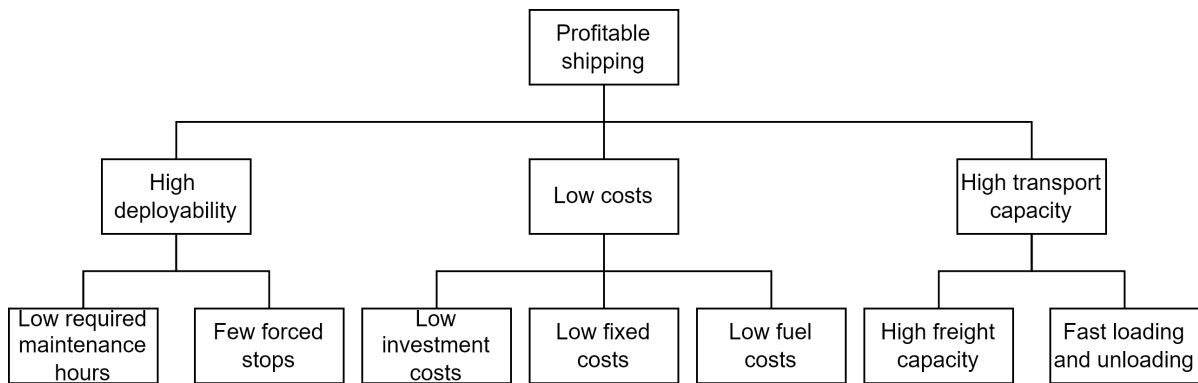 Profitable
shipping
High
deployability
Low costs
High transport
capacity
Low required
maintenance
hours
Few forced
stops
Low
investment
costs
Low fixed
costs
Low fuel
costs
High freight
capacity
Fast loading
and unloading